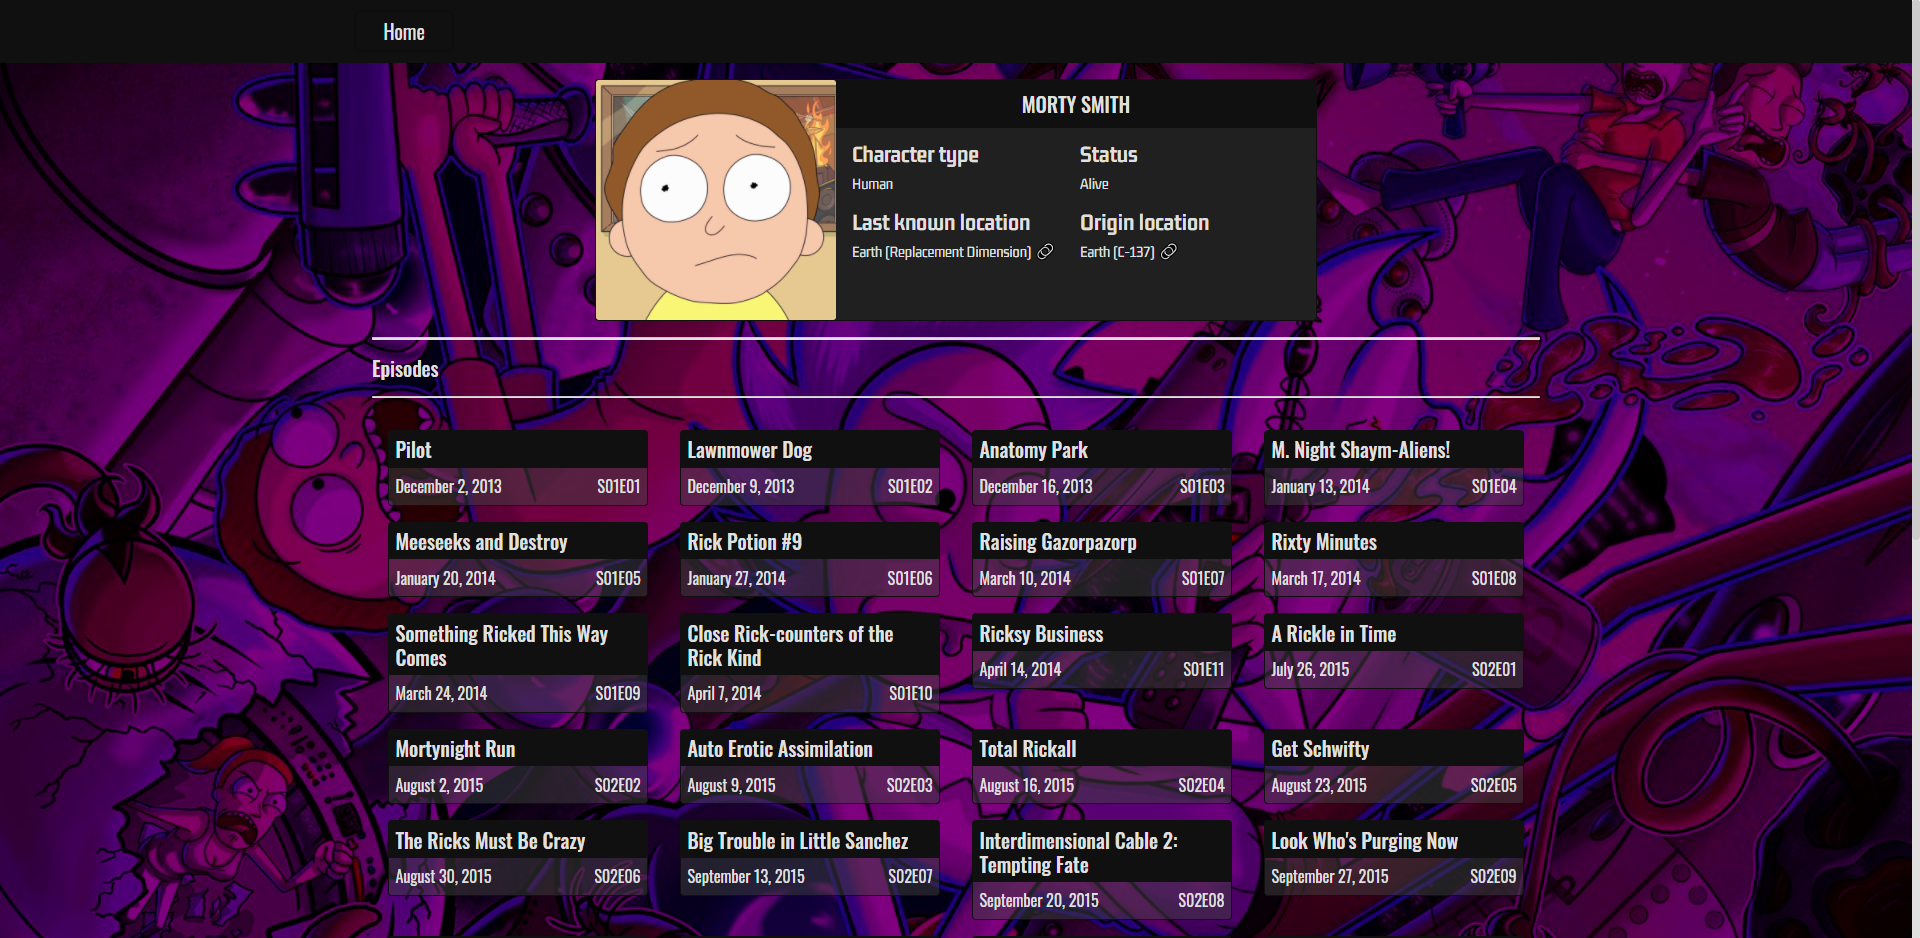 Home
MORTY SMITH
Character type
Status
Human
Alive
Last known location
Origin location
Earth (Replacement Dimension)
Earth (C-137)
Episodes
Pilot
December 2, 2013 S01E01
Lawnmower Dog
December 9, 2013 S01E02
Anatomy Park
December 16, 2013 S01E03
M. Night Shaym-Aliens!
January 13, 2014 S01E04
Meeseeks and Destroy
January 20, 2014 S01E05
Rick Potion #9
January 27, 2014 S01E06
Raising Gazorpazorp
March 10, 2014 S01E07
Rixty Minutes
March 17, 2014 S01E08
Something Ricked This Way
Comes
March 24, 2014 S01E09
Close Rick-counters of the
Rick Kind
April 7, 2014 S01E10
Ricksy Business
April 14, 2014 S01E11
A Rickle in Time
July 26, 2015 S02E01
Mortynight Run
August 2, 2015 S02E02
Auto Erotic Assimilation
August 9, 2015 S02E03
Total Rickall
August 16, 2015 S02E04
Get Schwifty
August 23, 2015 S02E05
The Ricks Must Be Crazy
August 30, 2015 S02E06
Big Trouble in Little Sanchez
September 13, 2015 S02E07
Interdimensional Cable 2:
Tempting Fate
September 20, 2015 S02E08
Look Who's Purging Now
September 27, 2015 S02E09